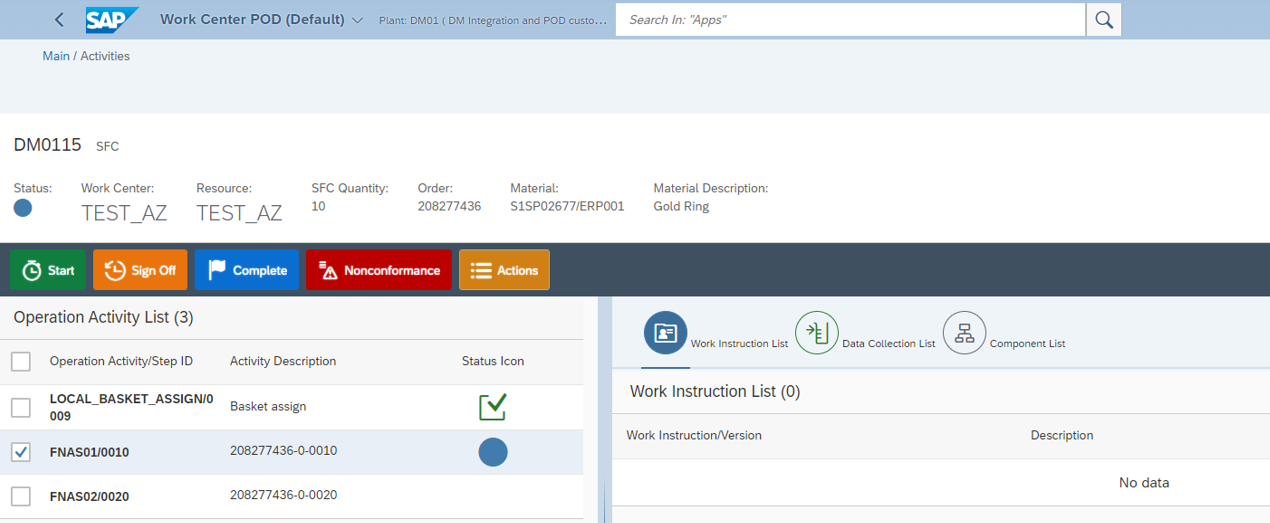 SAP Work Center POD (Default) Plant: DM01 ( DM Integration and POD custo... Search In: "Apps"
Main / Activities
DM0115 SFC
Status: Work Center: Resource: SFC Quantity: Order: Material: Material Description:
TEST_AZ TEST_AZ 10 208277436 S1SP02677/ERP001 Gold Ring
Start Sign Off Complete Nonconformance Actions
Operation Activity List (3)
Operation Activity/Step ID Activity Description Status Icon
LOCAL_BASKET_ASSIGN/0
009
Basket assign
FNAS01/0010 208277436-0-0010
FNAS02/0020 208277436-0-0020
Work Instruction List Data Collection List Component List
Work Instruction List (0)
Work Instruction/Version Description
No data